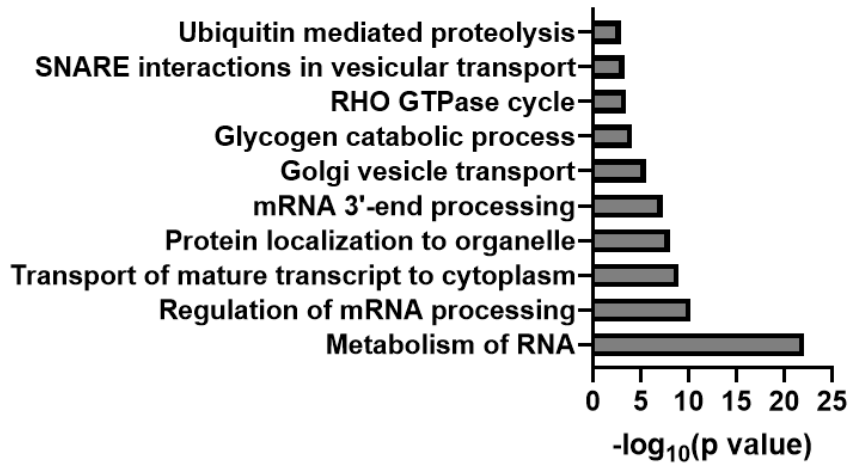 Ubiquitin mediated proteolysis
SNARE interactions in vesicular transport
RHO GTPase cycle
Glycogen catabolic process
Golgi vesicle transport
mRNA 3'-end processing
Protein localization to organelle
Transport of mature transcript to cytoplasm
Regulation of mRNA processing
Metabolism of RNA
0 5 10 15 20 25
-log₁₀(p value)